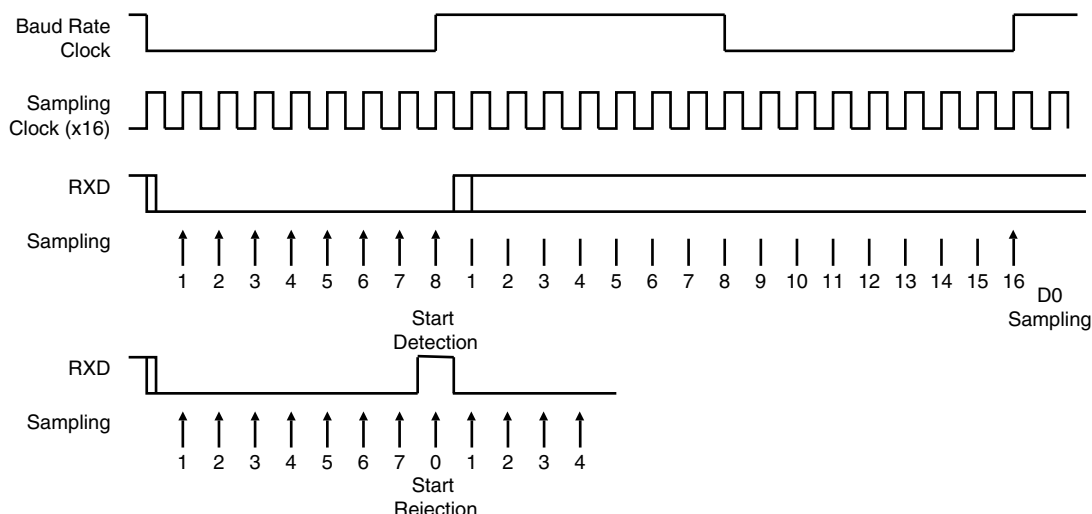 Baud Rate
Clock
Sampling
Clock (x16)
RXD
Sampling
1 2 3 4 5 6 7 8 1 2 3 4 5 6 7 8 9 10 11 12 13 14 15 16
D0
Sampling
Start
Detection
RXD
Sampling
1 2 3 4 5 6 7 0 1 2 3 4
Start
Rejection